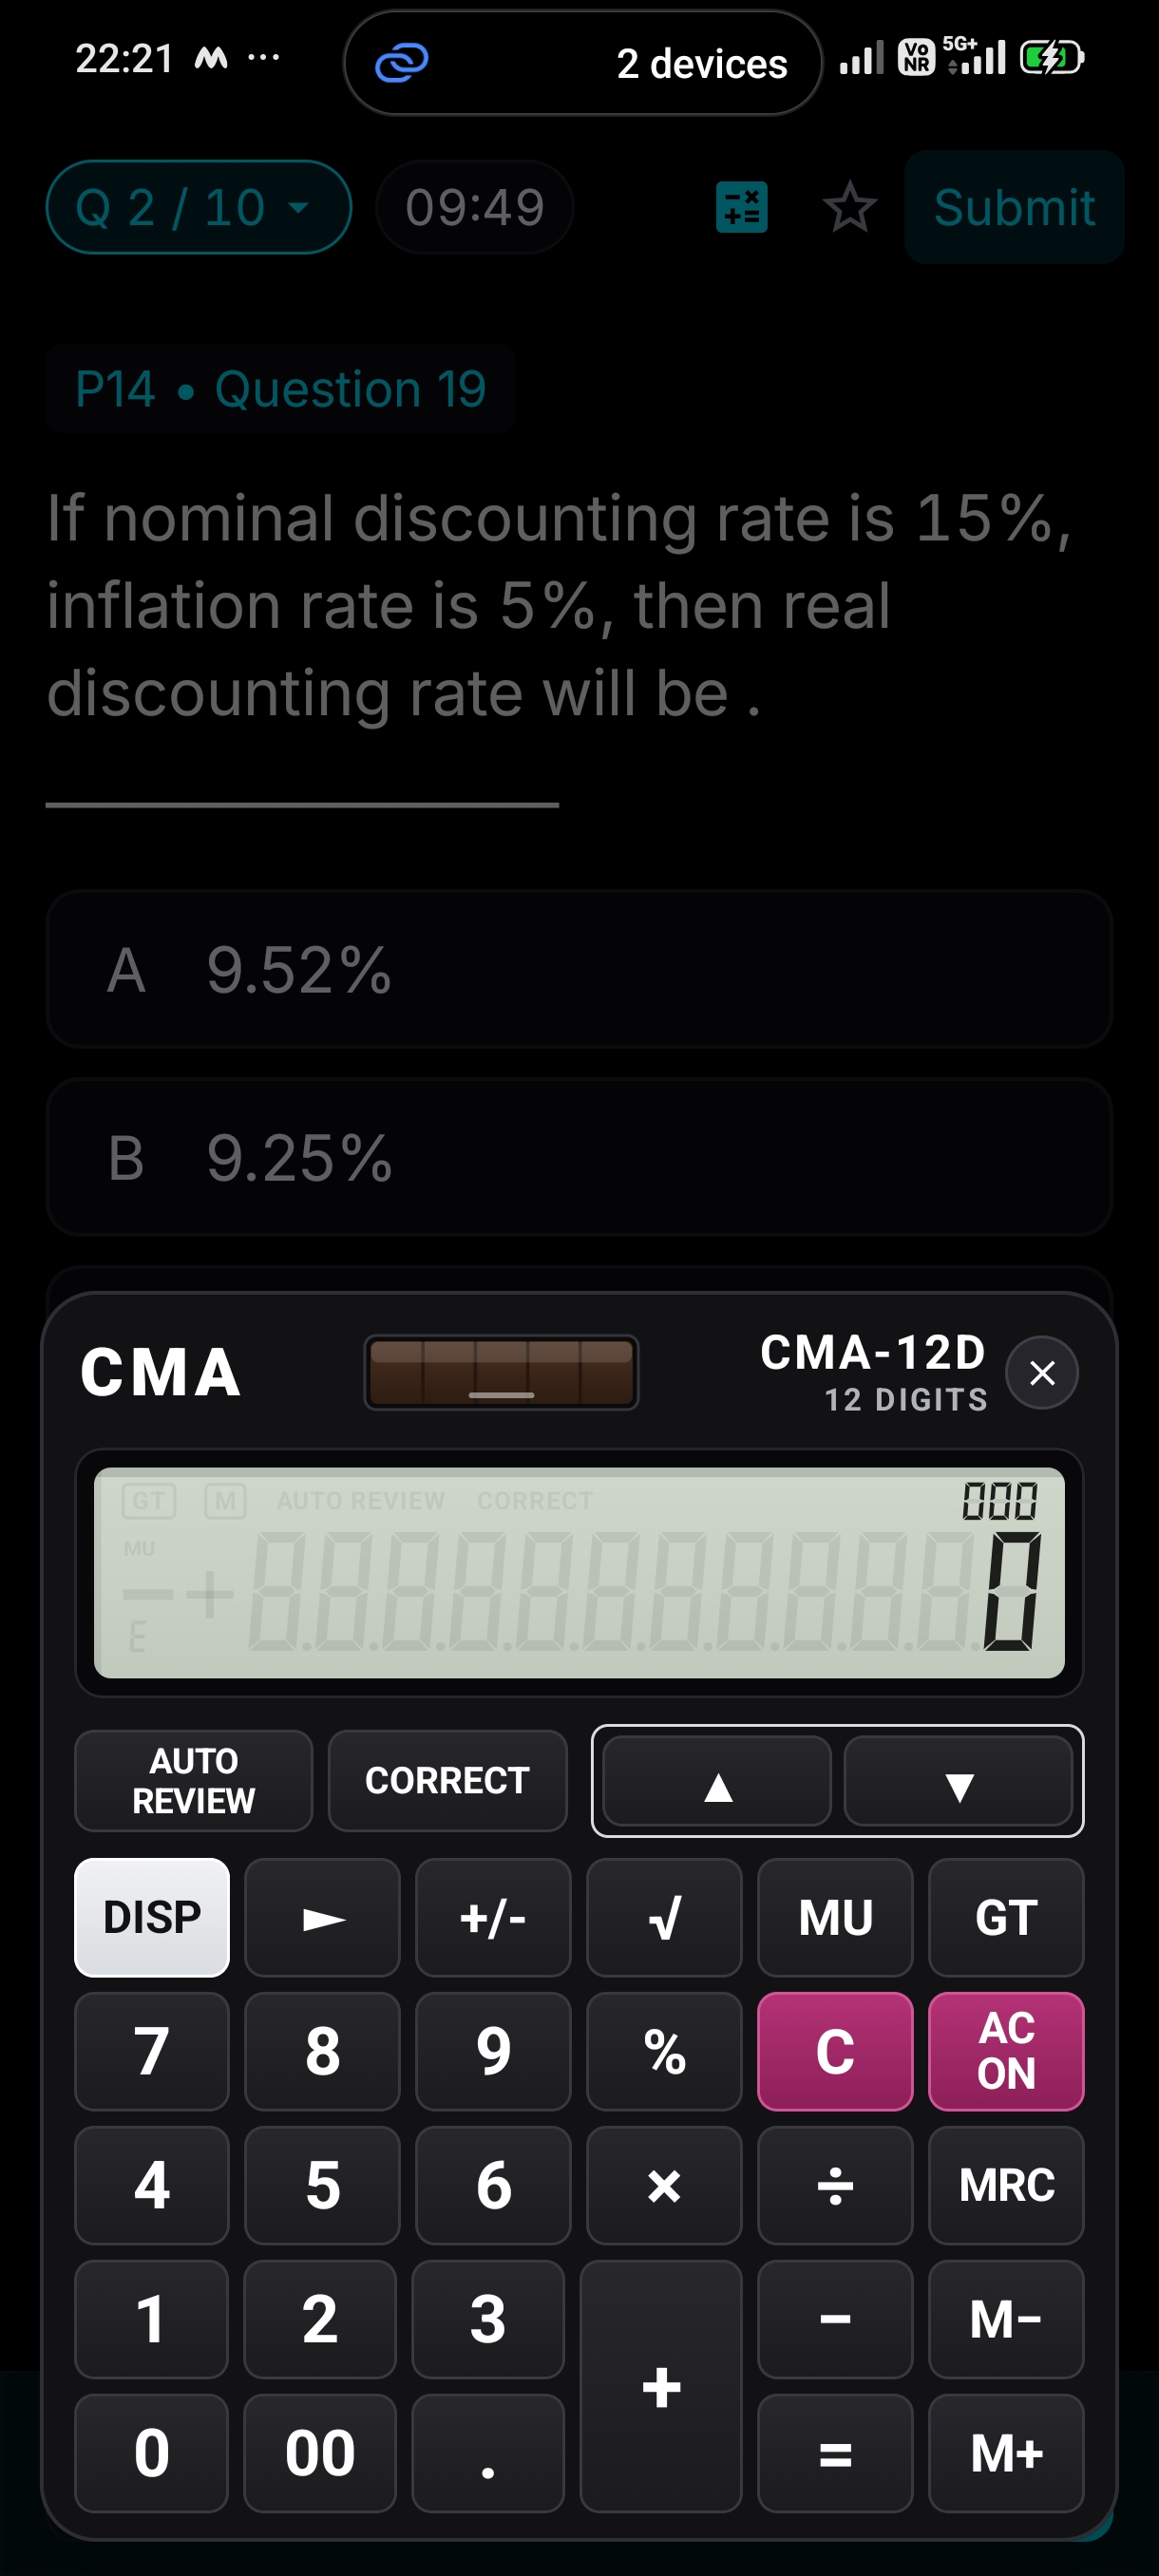 22:21 ... 2 devices VoNR 5G+
Q 2 / 10 09:49 Submit
P14 • Question 19
If nominal discounting rate is 15%,
inflation rate is 5%, then real
discounting rate will be .
A 9.52%
B 9.25%
CMA CMA-12D
12 DIGITS
GT M AUTO REVIEW CORRECT 000
MU
E
0
AUTO
REVIEW CORRECT ▲ ▼
DISP ► +/- √ MU GT
7 8 9 % C AC
ON
4 5 6 × ÷ MRC
1 2 3 + − M−
0 00 . = M+